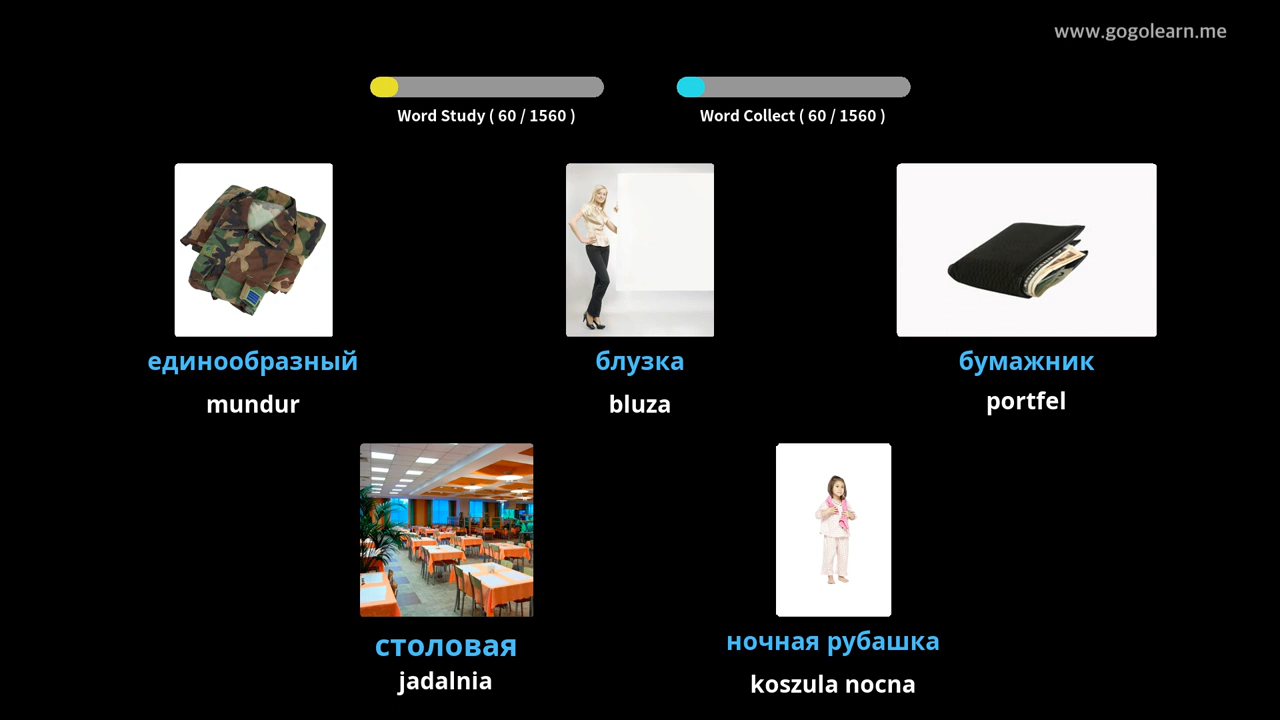 www.gogolearn.me
Word Study ( 60 / 1560 )
Word Collect ( 60 / 1560 )
единообразный
блузка
бумажник
mundur
bluza
portfel
столовая
ночная рубашка
jadalnia
koszula nocna